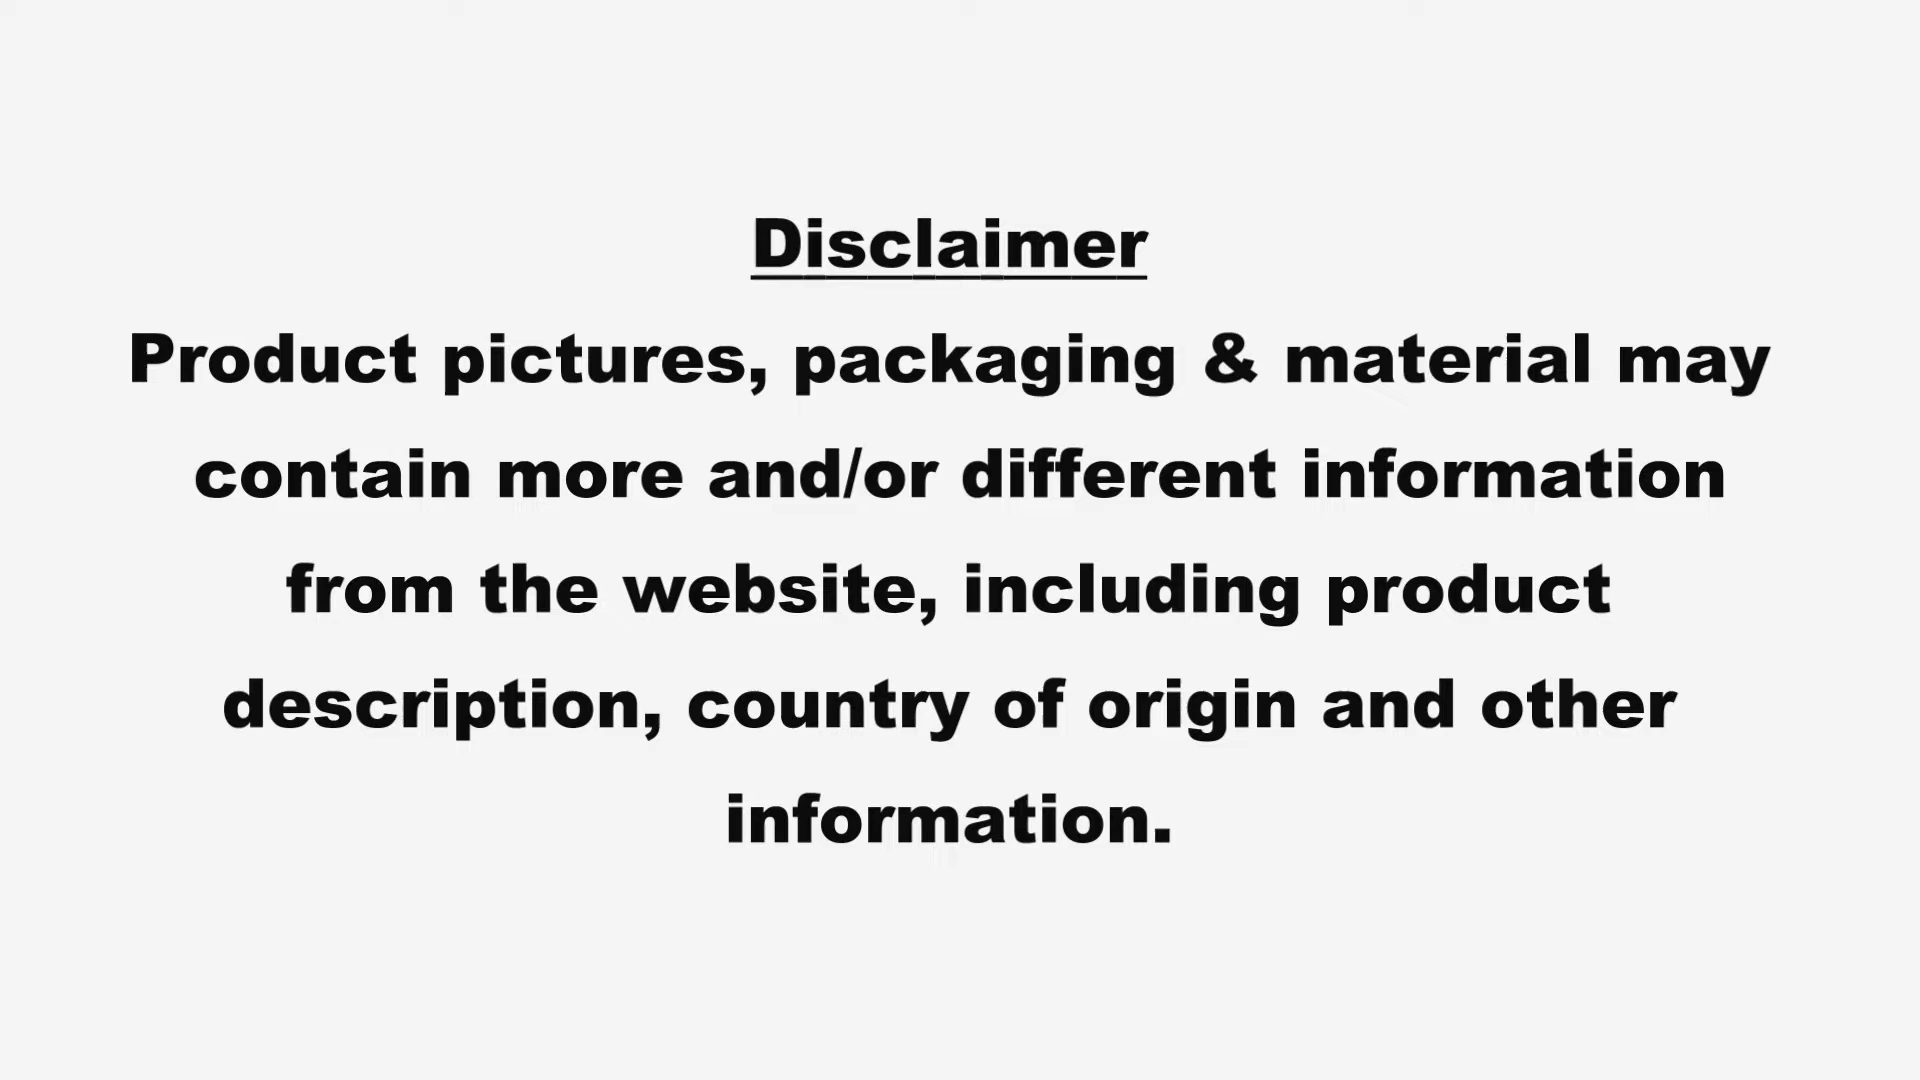 Disclaimer
Product pictures, packaging & material may
contain more and/or different information
from the website, including product
description, country of origin and other
information.